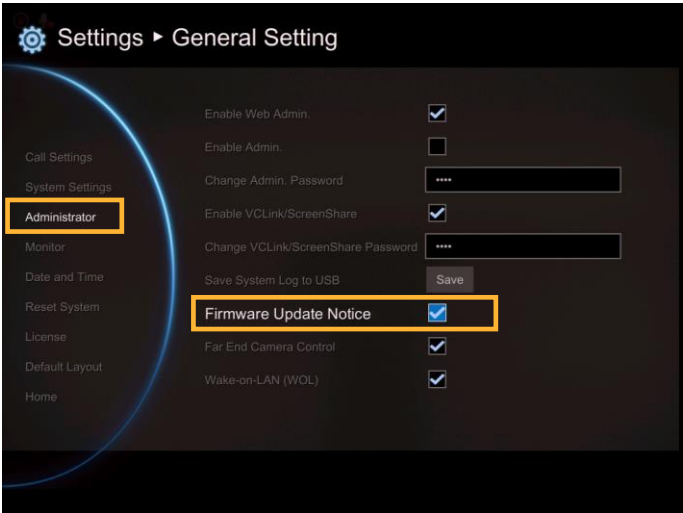 Settings ▸ General Setting
Call Settings
System Settings
Administrator
Monitor
Date and Time
Reset System
License
Default Layout
Home
Enable Web Admin.
Enable Admin.
Change Admin. Password ••••
Enable VCLink/ScreenShare
Change VCLink/ScreenShare Password ••••
Save System Log to USB Save
Firmware Update Notice
Far End Camera Control
Wake-on-LAN (WOL)